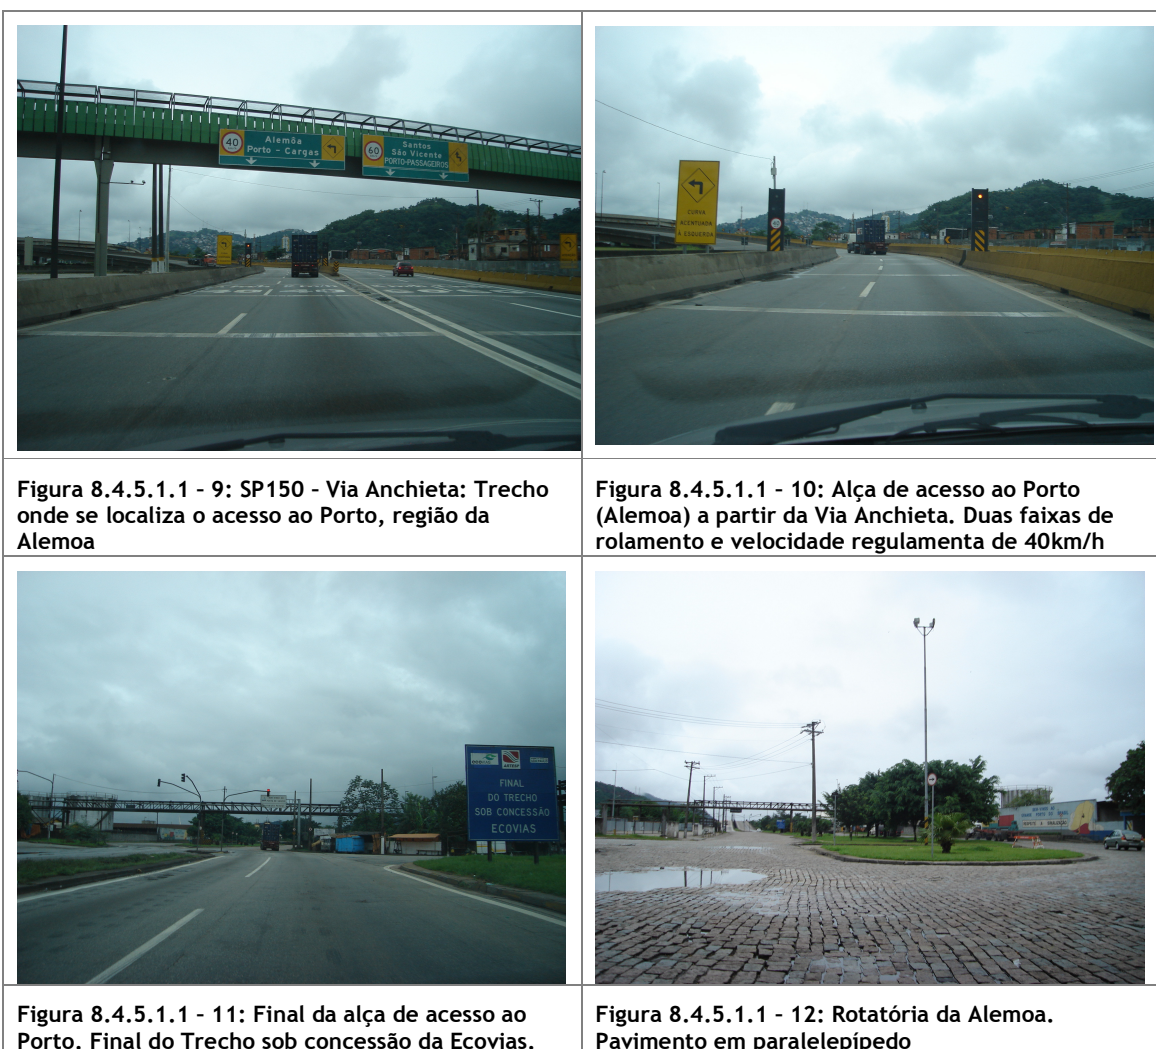 40
Alemôa
Porto - Cargas
60
Santos
São Vicente
PORTO-PASSAGEIROS
CURVA
ACENTUADA
À ESQUERDA
Figura 8.4.5.1.1 – 9: SP150 – Via Anchieta: Trecho
onde se localiza o acesso ao Porto, região da
Alemoa
Figura 8.4.5.1.1 – 10: Alça de acesso ao Porto
(Alemoa) a partir da Via Anchieta. Duas faixas de
rolamento e velocidade regulamenta de 40km/h
FINAL
DO TRECHO
SOB CONCESSÃO
ECOVIAS
Figura 8.4.5.1.1 – 11: Final da alça de acesso ao
Porto. Final do Trecho sob concessão da Ecovias.
Figura 8.4.5.1.1 – 12: Rotatória da Alemoa.
Pavimento em paralelepípedo